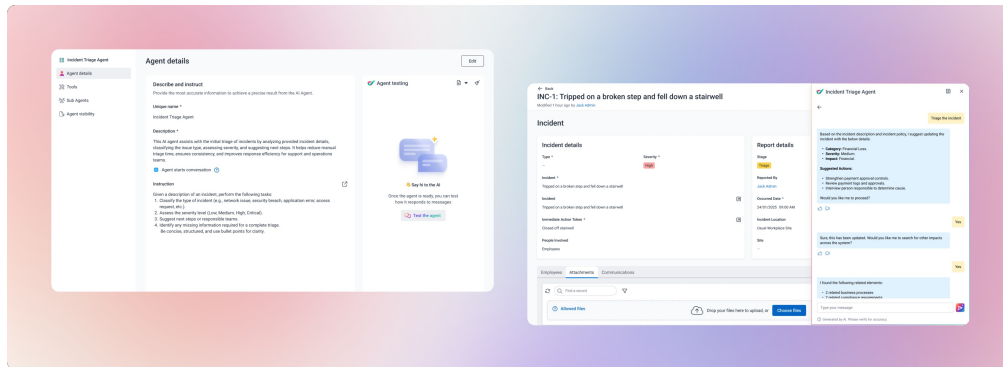 Incident Triage Agent
Agent details
Tools
Sub Agents
Agent visibility
Agent details
Edit
Describe and instruct
Provide the most accurate information to achieve a precise result from the AI Agent.
Unique name *
Incident Triage Agent
Description *
This AI agent assists with the initial triage of incidents by analysing provided incident details,
classifying the issue type, assessing severity, and suggesting next steps. It helps reduce manual
triage time, ensures consistency, and improves response efficiency for support and operations
teams.
Agent starts conversation
Instruction
Given a description of an incident, perform the following tasks:
1. Classify the type of incident (e.g., network issue, security breach, application error, access
request, etc.).
2. Assess the severity level (Low, Medium, High, Critical).
3. Suggest next steps or responsible teams.
4. Identify any missing information required for a complete triage.
Be concise, structured, and use bullet points for clarity.
Agent testing
Say hi to the AI
Once the agent is ready, you can test
how it responds to messages
Test the agent
Back
INC-1: Tripped on a broken step and fell down a stairwell
Modified 1 hour ago by Jack Admin
Incident
Incident details
Type *
--
Severity *
High
Incident *
Tripped on a broken step and fell down a stairwell
Incident
Tripped on a broken step and fell down a stairwell
Immediate Action Taken *
Closed off stairwell
People Involved
Employees
Report details
Stage
Triage
Reported By
Jack Admin
Occurred Date *
24/01/2025 09:00 AM
Incident Location
Usual Workplace Site
Site
--
Employees
Attachments
Communications
Find a record
Allowed files
Drop your files here to upload, or
Choose files
Incident Triage Agent
Triage the incident
Based on the incident description and incident policy, I suggest updating the
incident with the below details:
• Category: Financial Loss.
• Severity: Medium.
• Impact: Financial.
Suggested Actions:
• Strengthen payment approval controls.
• Review payment logs and approvals.
• Interview person responsible to determine cause.
Would you like me to proceed?
Yes
Sure, this has been updated. Would you like me to search for other impacts
across the system?
Yes
I found the following related elements:
• 2 related business processes
Type your message
Generated by AI. Please verify for accuracy.